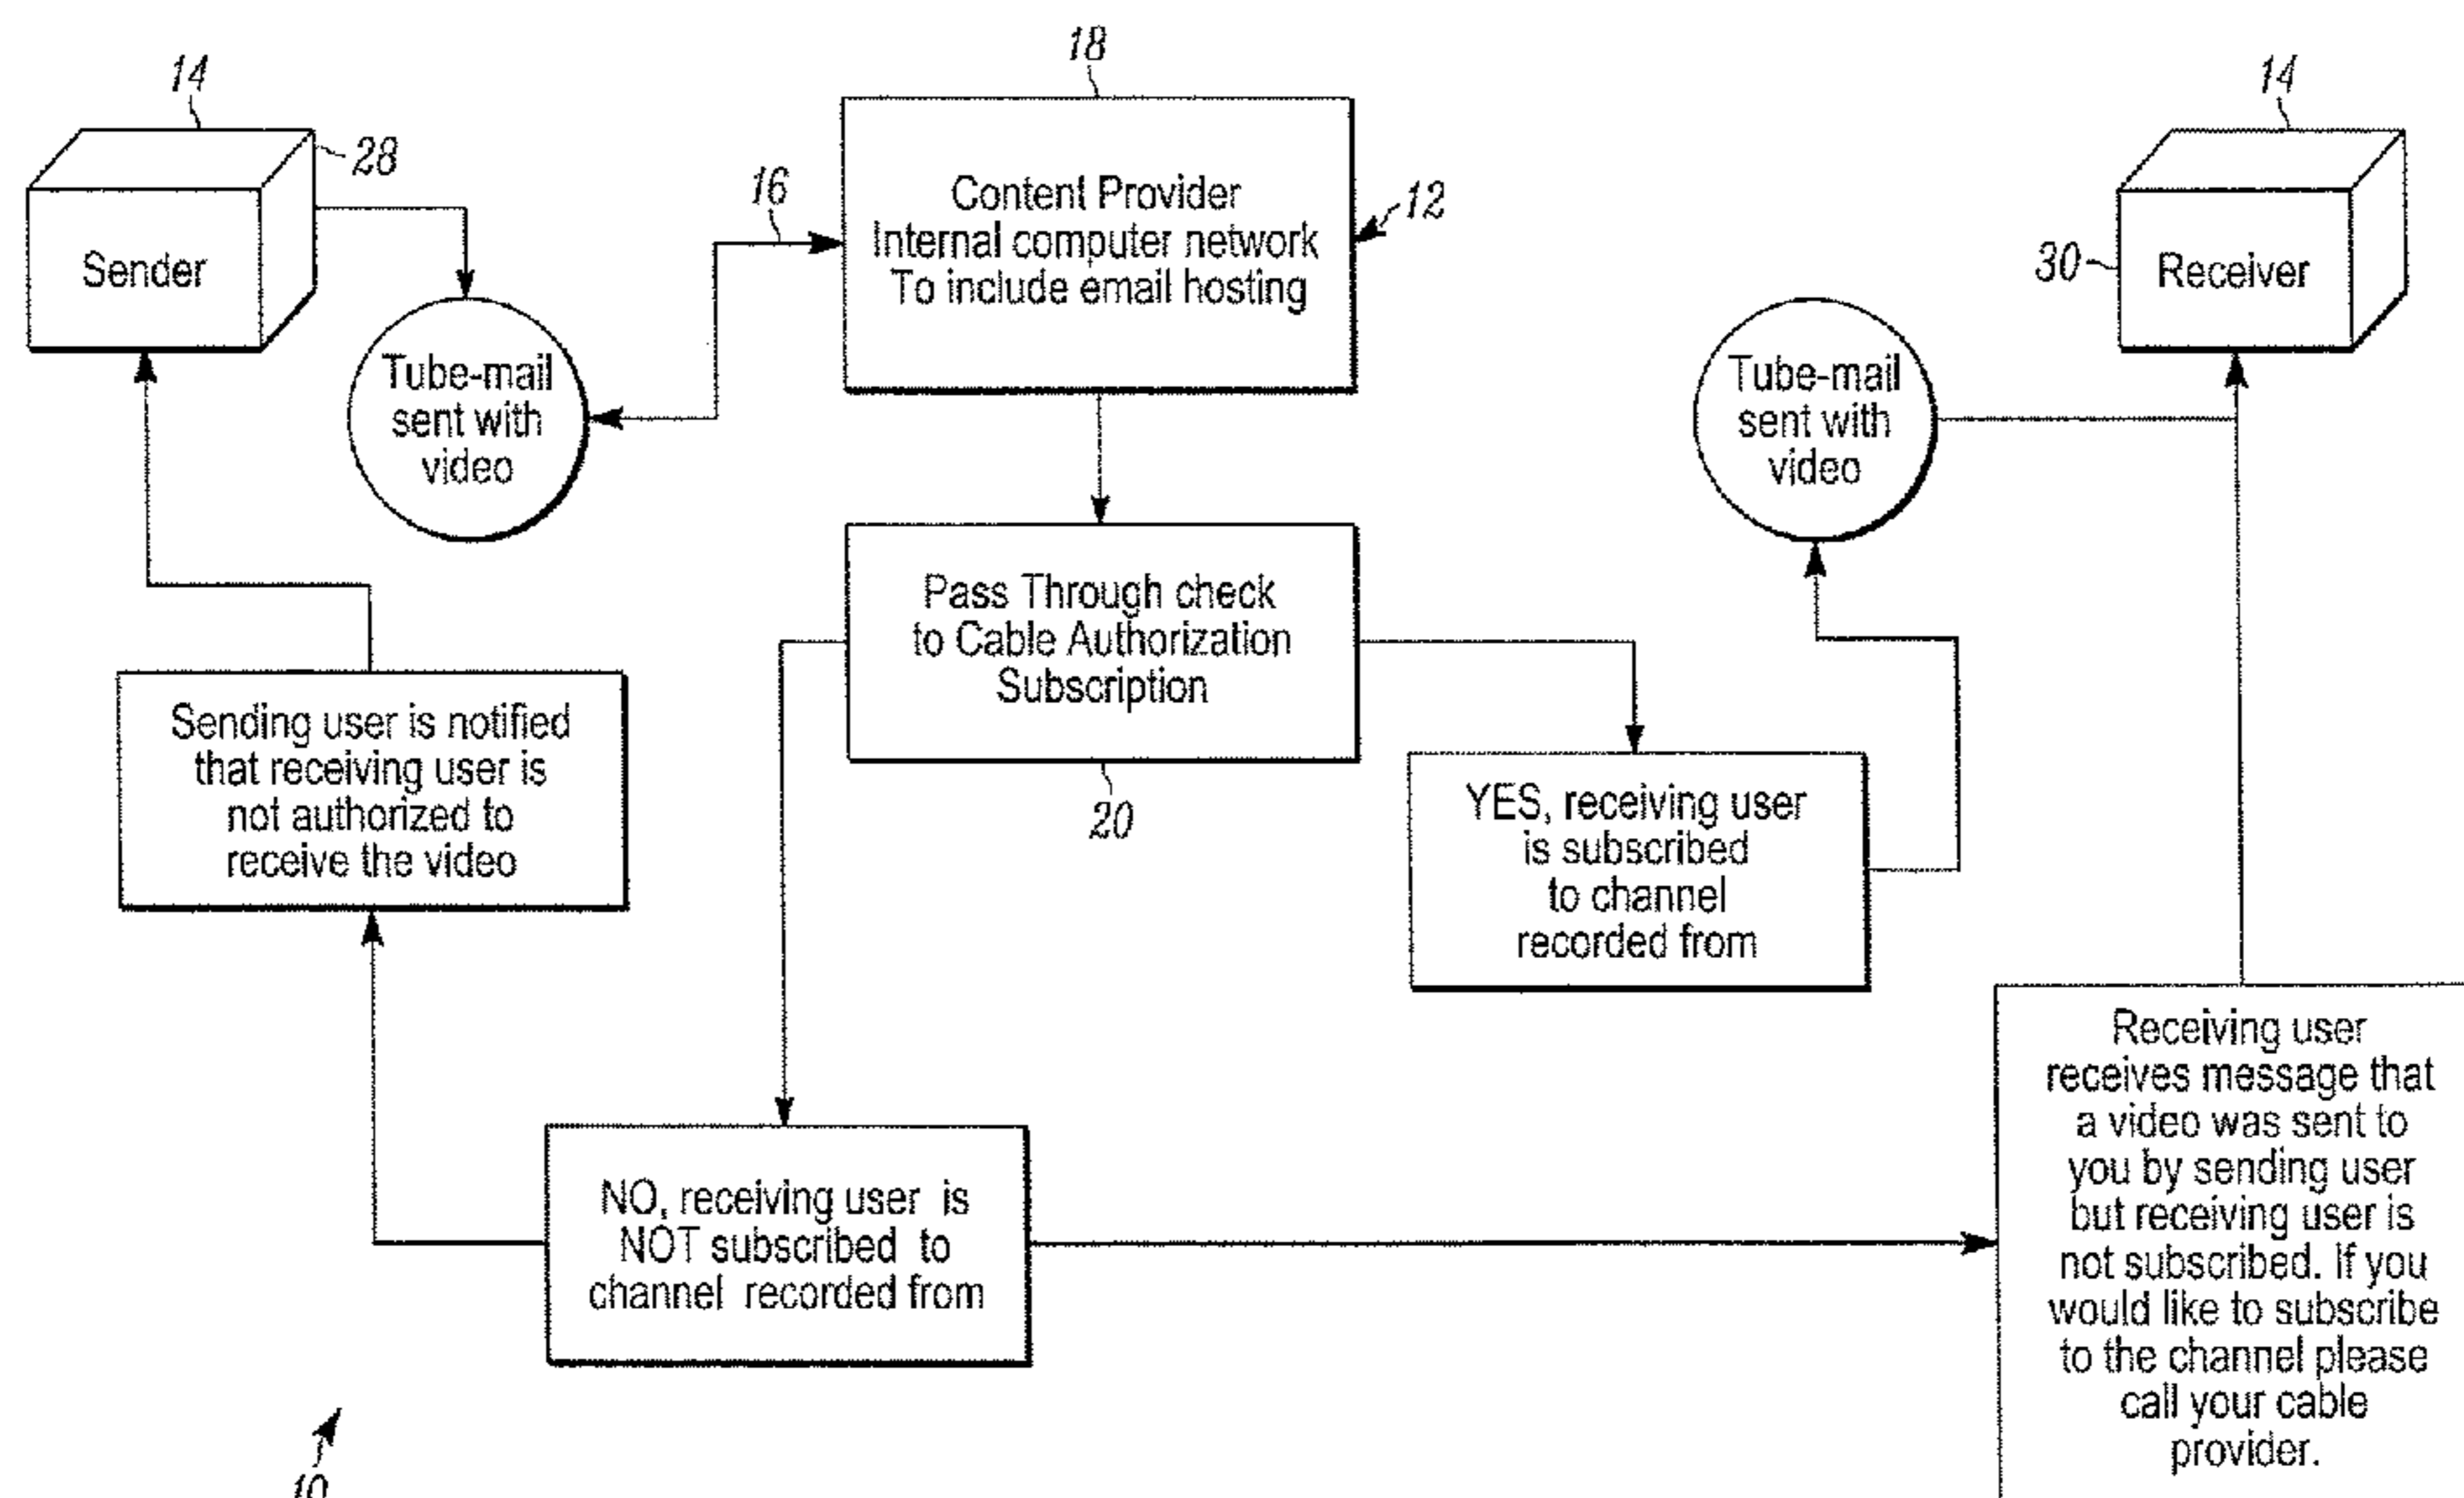 14
28
Sender
Tube-mail
sent with
video
16
18
Content Provider
Internal computer network
To include email hosting
12
14
30
Receiver
Tube-mail
sent with
video
Pass Through check
to Cable Authorization
Subscription
20
Sending user is notified
that receiving user is
not authorized to
receive the video
YES, receiving user
is subscribed
to channel
recorded from
NO, receiving user is
NOT subscribed to
channel recorded from
Receiving user
receives message that
a video was sent to
you by sending user
but receiving user is
not subscribed. If you
would like to subscribe
to the channel please
call your cable
provider.
10